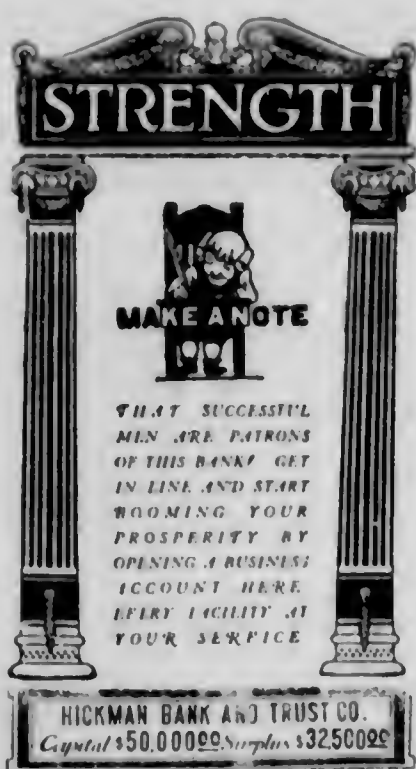 STRENGTH
MAKE A NOTE
THAT SUCCESSFUL
MEN ARE PATRONS
OF THIS BANK! GET
IN LINE AND START
BOOMING YOUR
PROSPERITY BY
OPENING A BUSINESS
ACCOUNT HERE
EVERY FACILITY AT
YOUR SERVICE
HICKMAN BANK AND TRUST CO.
Capital $50,000.00 Surplus $32,500.00